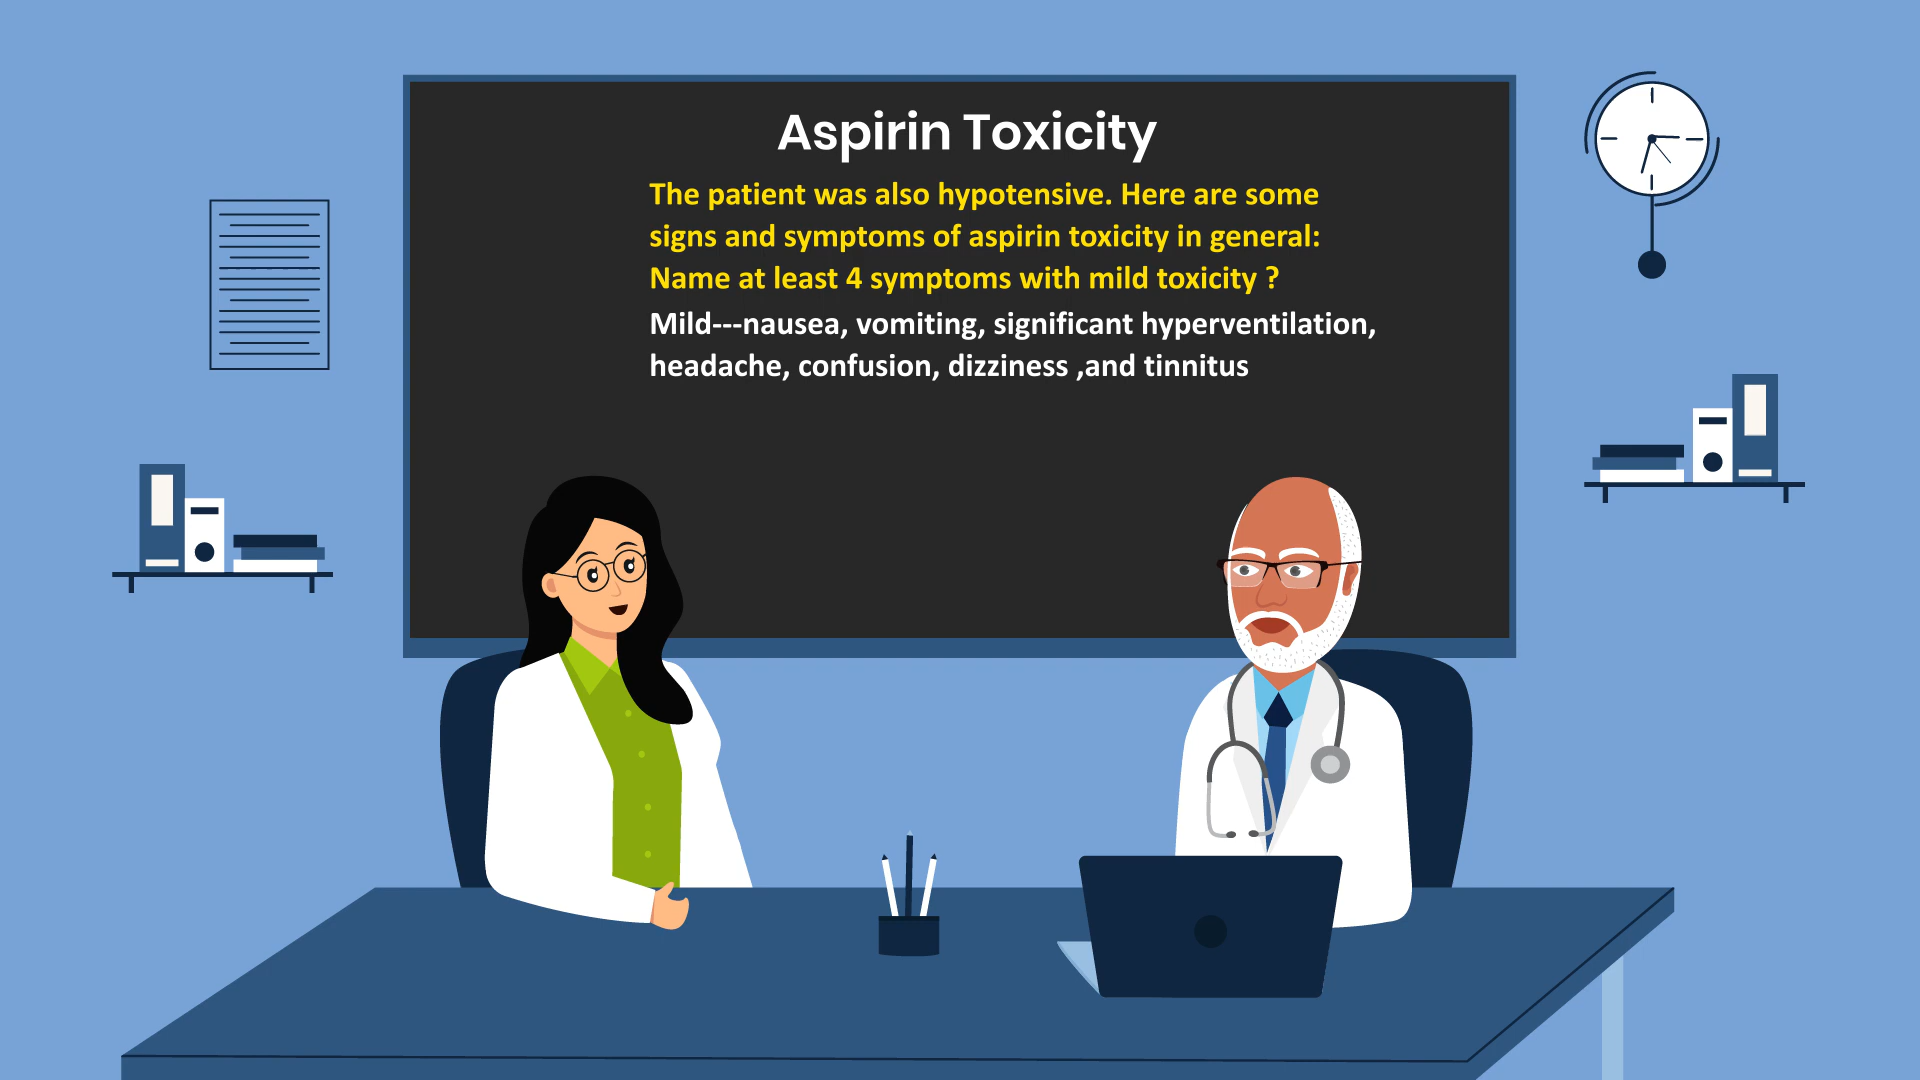 Aspirin Toxicity
The patient was also hypotensive. Here are some
signs and symptoms of aspirin toxicity in general:
Name at least 4 symptoms with mild toxicity ?
Mild---nausea, vomiting, significant hyperventilation,
headache, confusion, dizziness ,and tinnitus